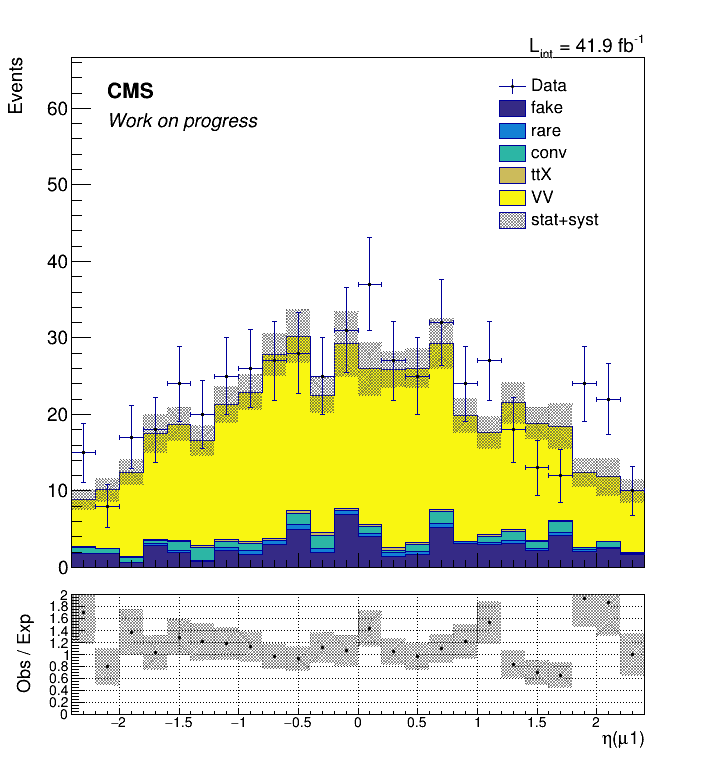 L_int = 41.9 fb^-1
Events
CMS
Work on progress
Data
fake
rare
conv
ttX
VV
stat+syst
60
50
40
30
20
10
0
Obs / Exp
2
1.8
1.6
1.4
1.2
1
0.8
0.6
0.4
0.2
0
−2 −1.5 −1 −0.5 0 0.5 1 1.5 2
η(μ1)